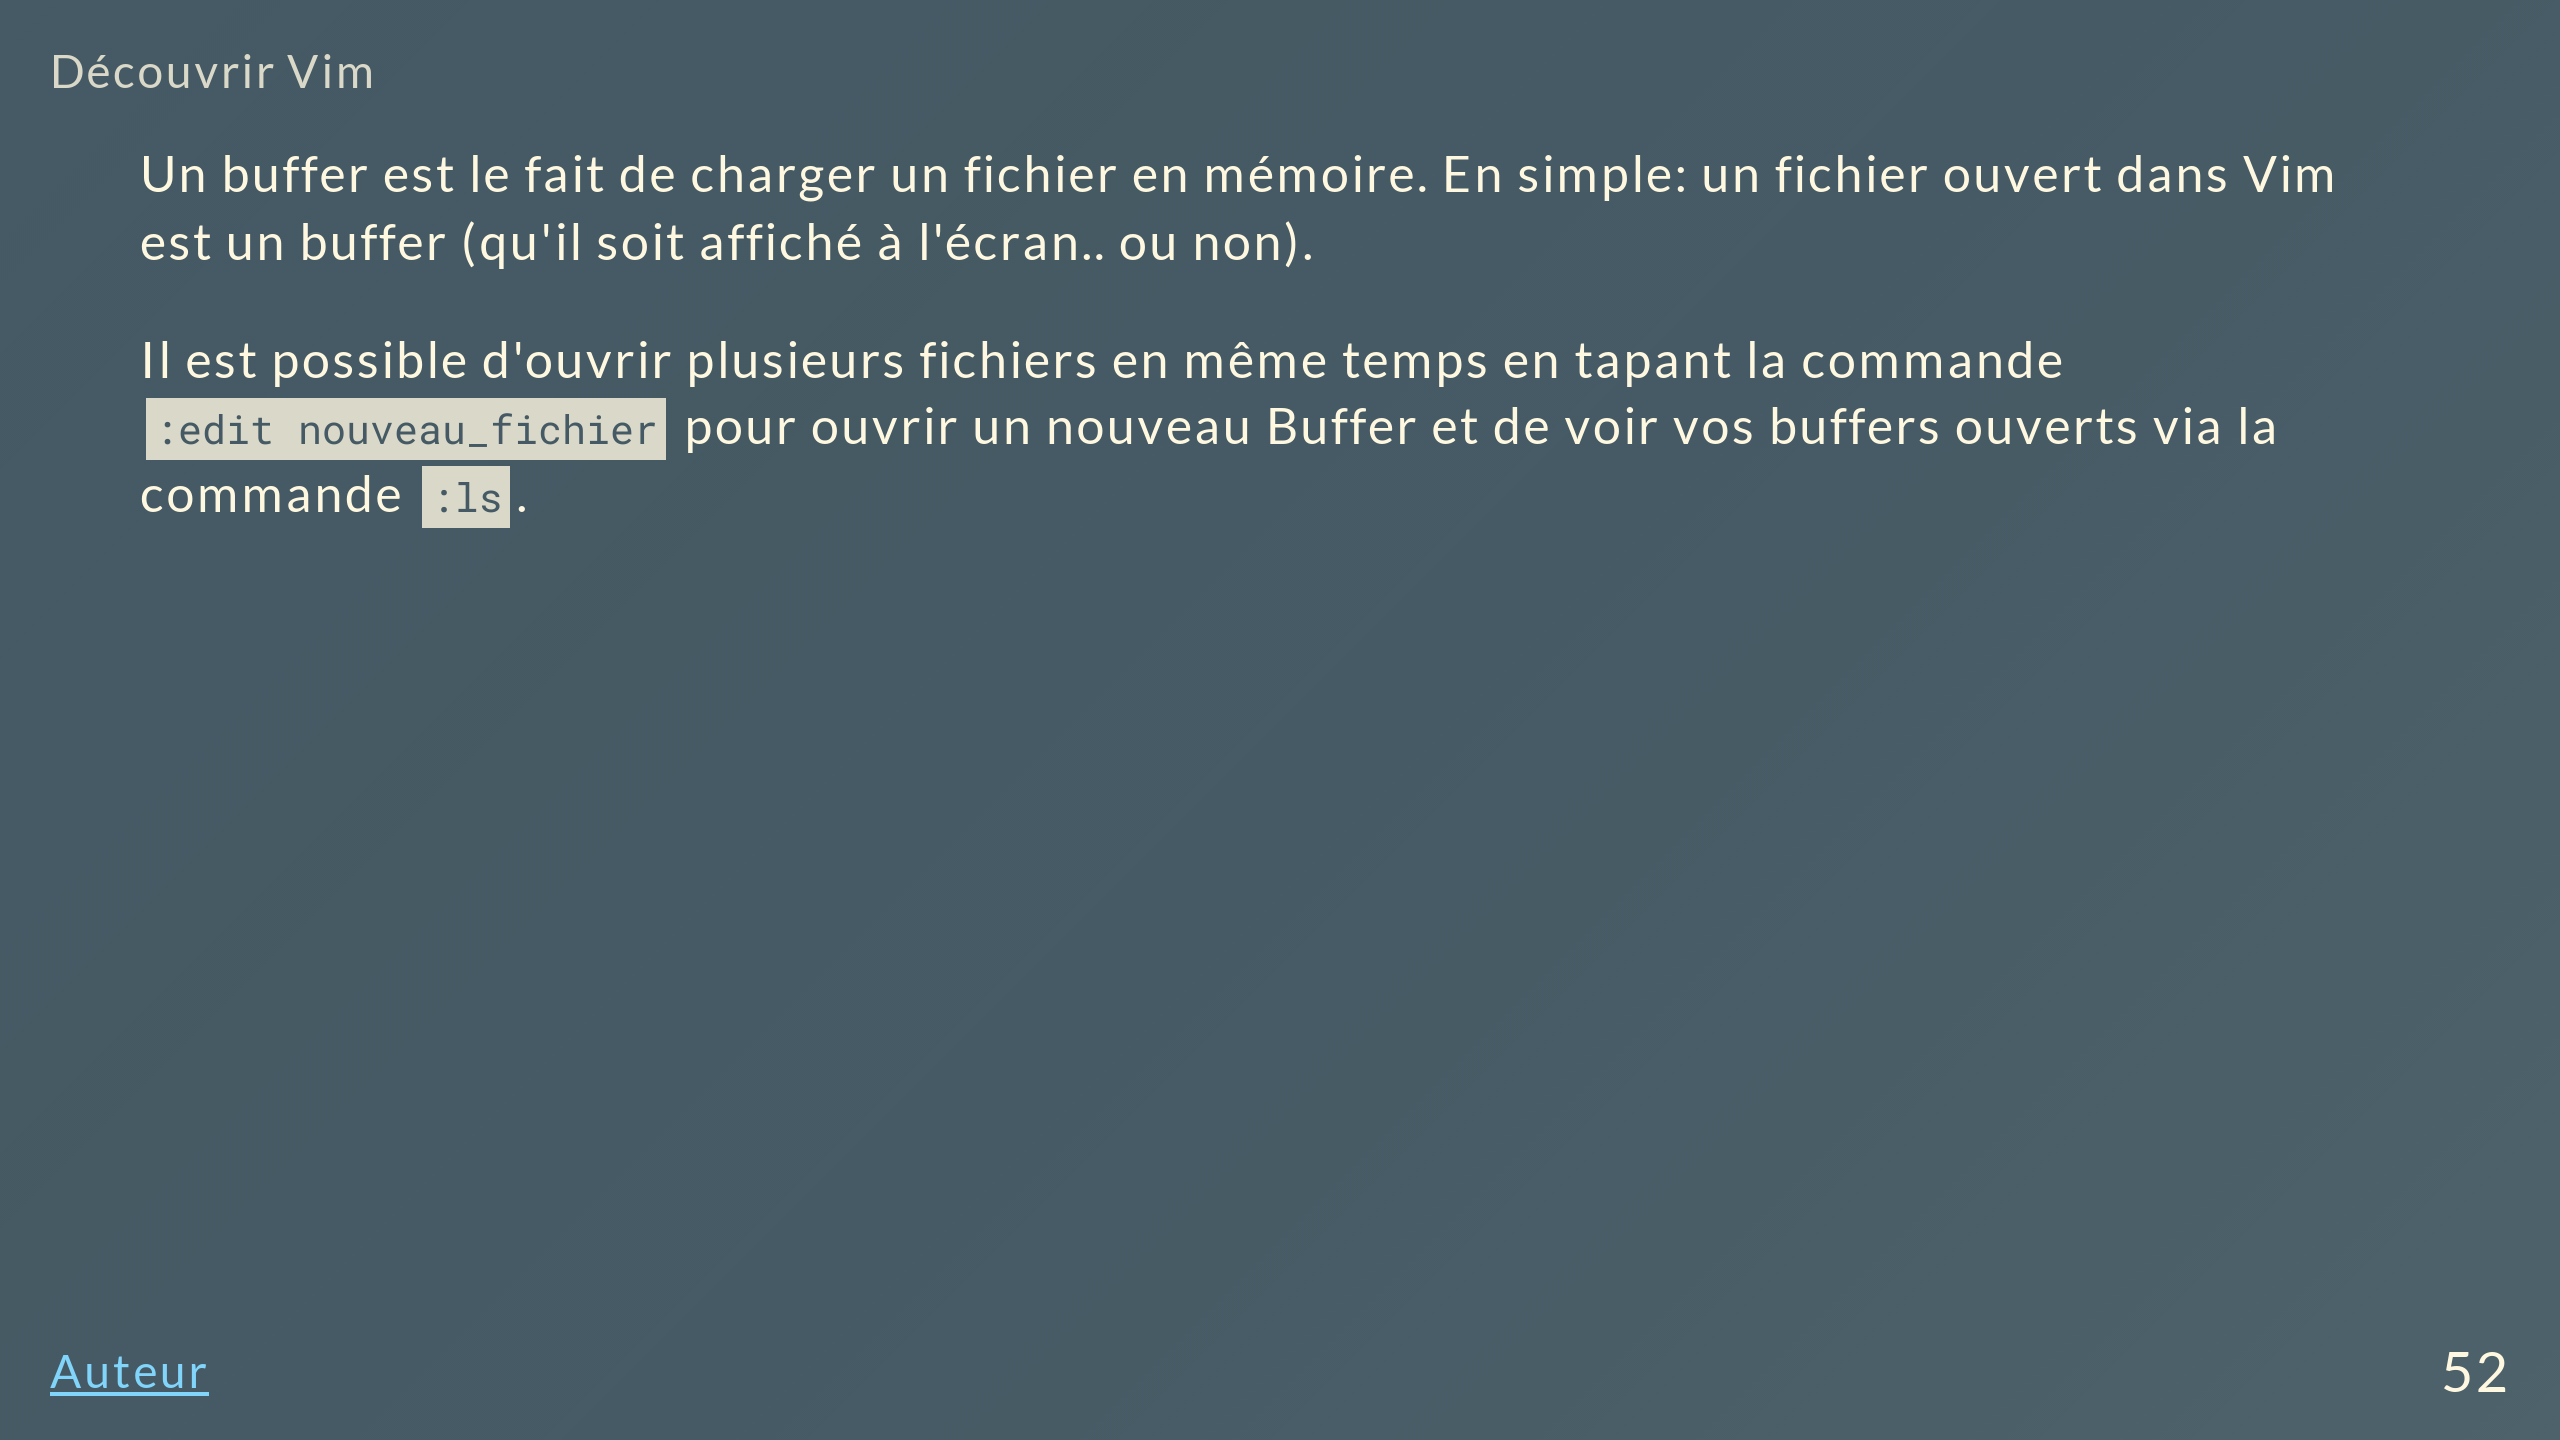 Découvrir Vim
Un buffer est le fait de charger un fichier en mémoire. En simple: un fichier ouvert dans Vim
est un buffer (qu'il soit affiché à l'écran.. ou non).
Il est possible d'ouvrir plusieurs fichiers en même temps en tapant la commande
:edit nouveau_fichier pour ouvrir un nouveau Buffer et de voir vos buffers ouverts via la
commande :ls.
Auteur
52